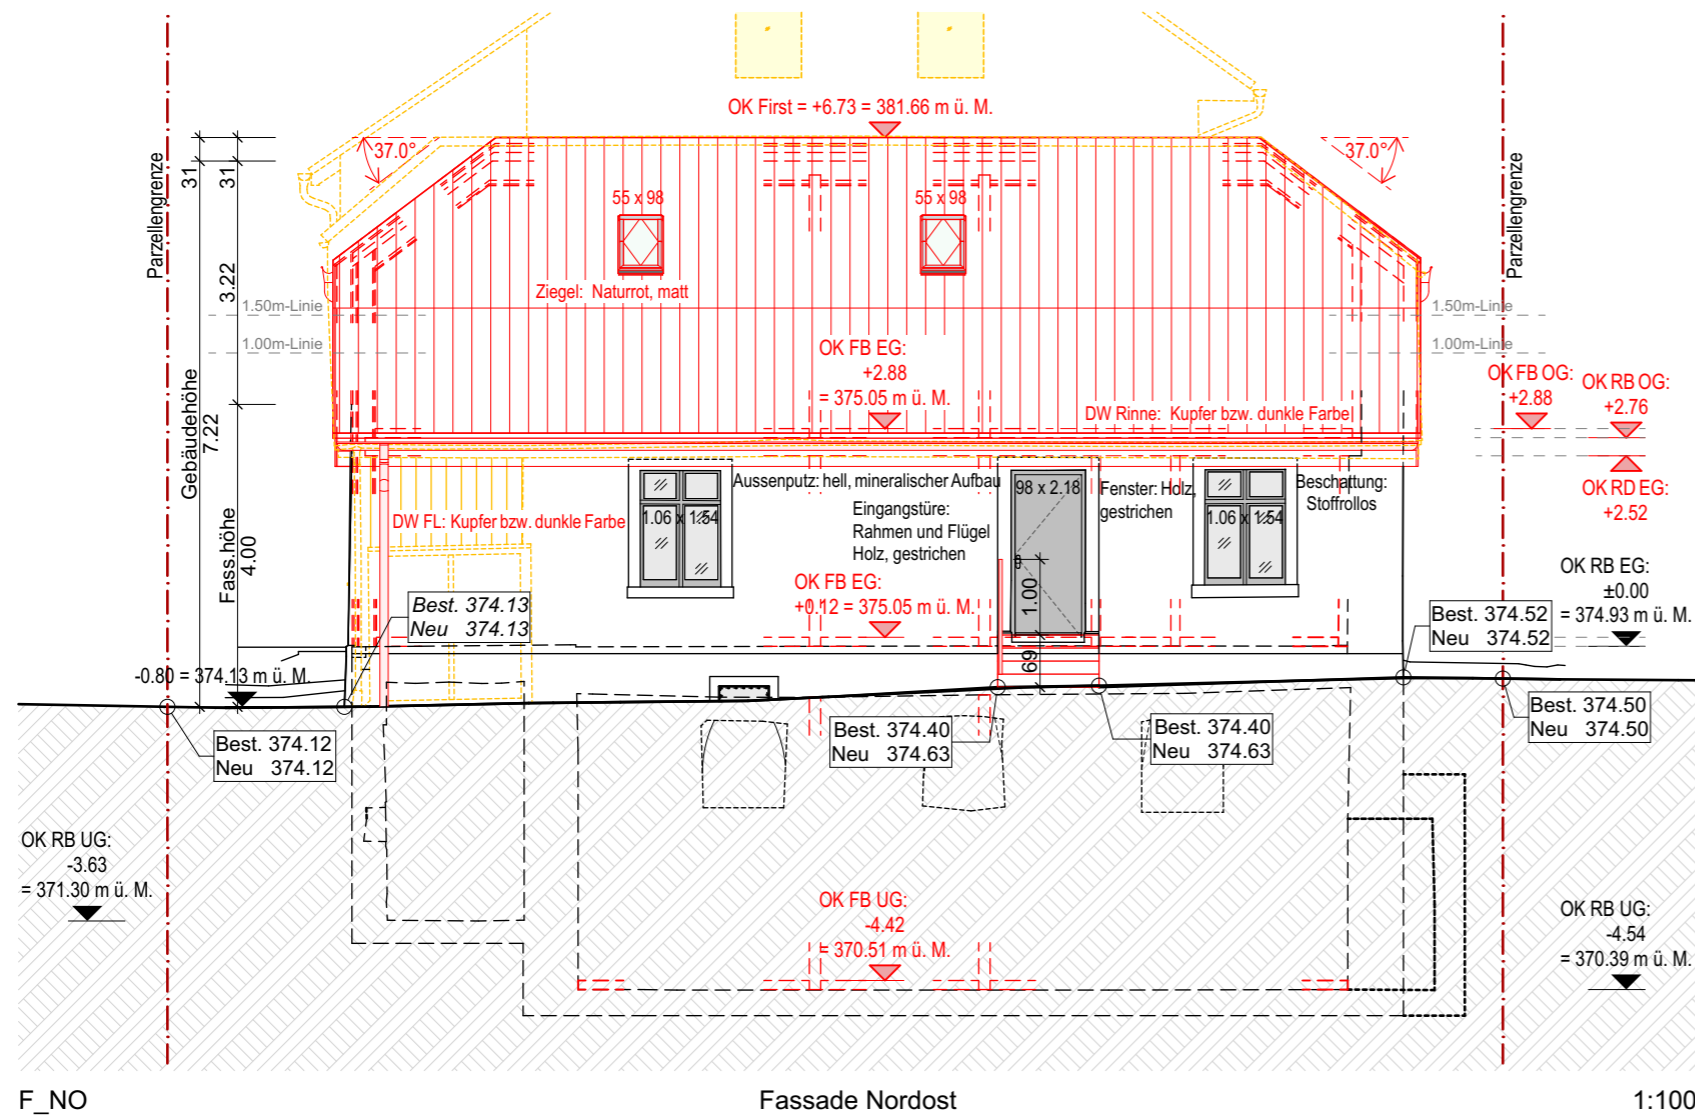 OK First = +6.73 = 381.66 m ü. M.
37.0°
37.0°
31
31
Parzellengrenze
Parzellengrenze
55 x 98
55 x 98
3.22
Ziegel: Naturrot, matt
1.50m-Linie
1.50m-Linie
1.00m-Linie
1.00m-Linie
OK FB EG:
+2.88
= 375.05 m ü. M.
OK FB OG:
+2.88
OK RB OG:
+2.76
DW Rinne: Kupfer bzw. dunkle Farbe
Gebäudehöhe
7.22
Fass.höhe
4.00
Aussenputz: hell, mineralischer Aufbau
98 x 2.18
Fenster: Holz,
gestrichen
Beschattung:
Stoffrollos
OK RD EG:
+2.52
DW FL: Kupfer bzw. dunkle Farbe
1.06 x 1.54
1.06 x 1.54
Eingangstüre:
Rahmen und Flügel
Holz, gestrichen
OK FB EG:
+0.12 = 375.05 m ü. M.
1.00
69
OK RB EG:
±0.00
= 374.93 m ü. M.
Best. 374.13
Neu 374.13
Best. 374.52
Neu 374.52
-0.80 = 374.13 m ü. M.
Best. 374.12
Neu 374.12
Best. 374.40
Neu 374.63
Best. 374.40
Neu 374.63
Best. 374.50
Neu 374.50
OK RB UG:
-3.63
= 371.30 m ü. M.
OK FB UG:
-4.42
= 370.51 m ü. M.
OK RB UG:
-4.54
= 370.39 m ü. M.
F_NO
Fassade Nordost
1:100